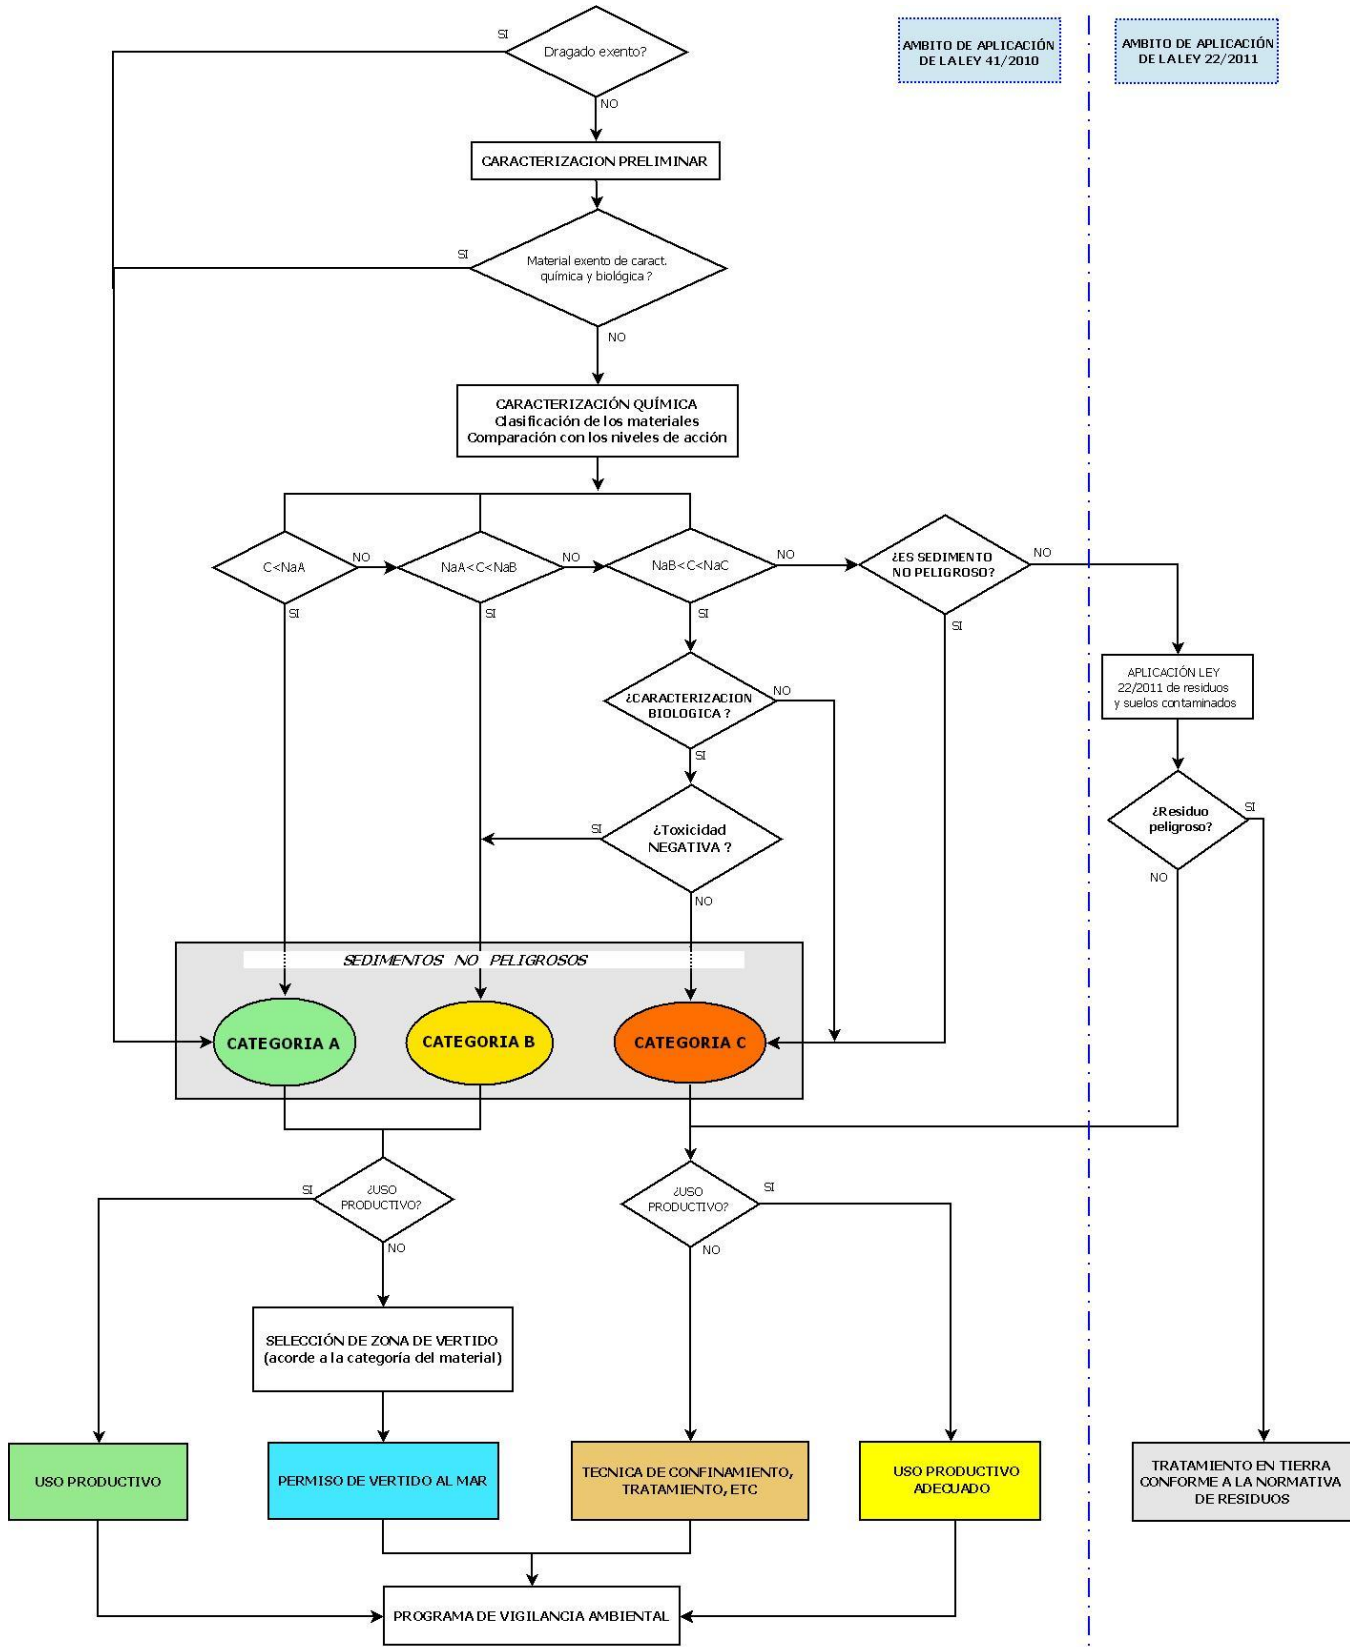 SI
Dragado exento?
AMBITO DE APLICACIÓN
DE LA LEY 41/2010
AMBITO DE APLICACIÓN
DE LA LEY 22/2011
NO
CARACTERIZACION PRELIMINAR
SI
Material exento de caract.
química y biológica ?
NO
CARACTERIZACIÓN QUÍMICA
Clasificación de los materiales
Comparación con los niveles de acción
C<NaA
NO
NaA<C<NaB
NO
NaB<C<NaC
NO
¿ES SEDIMENTO
NO PELIGROSO?
NO
SI
SI
SI
SI
¿CARACTERIZACION
BIOLOGICA ?
NO
SI
APLICACIÓN LEY
22/2011 de residuos
y suelos contaminados
SI
¿Toxicidad
NEGATIVA ?
NO
¿Residuo
peligroso?
SI
NO
SEDIMENTOS NO PELIGROSOS
CATEGORIA A
CATEGORIA B
CATEGORIA C
SI
¿USO
PRODUCTIVO?
NO
¿USO
PRODUCTIVO?
SI
NO
SELECCIÓN DE ZONA DE VERTIDO
(acorde a la categoría del material)
USO PRODUCTIVO
PERMISO DE VERTIDO AL MAR
TECNICA DE CONFINAMIENTO,
TRATAMIENTO, ETC
USO PRODUCTIVO
ADECUADO
TRATAMIENTO EN TIERRA
CONFORME A LA NORMATIVA
DE RESIDUOS
PROGRAMA DE VIGILANCIA AMBIENTAL